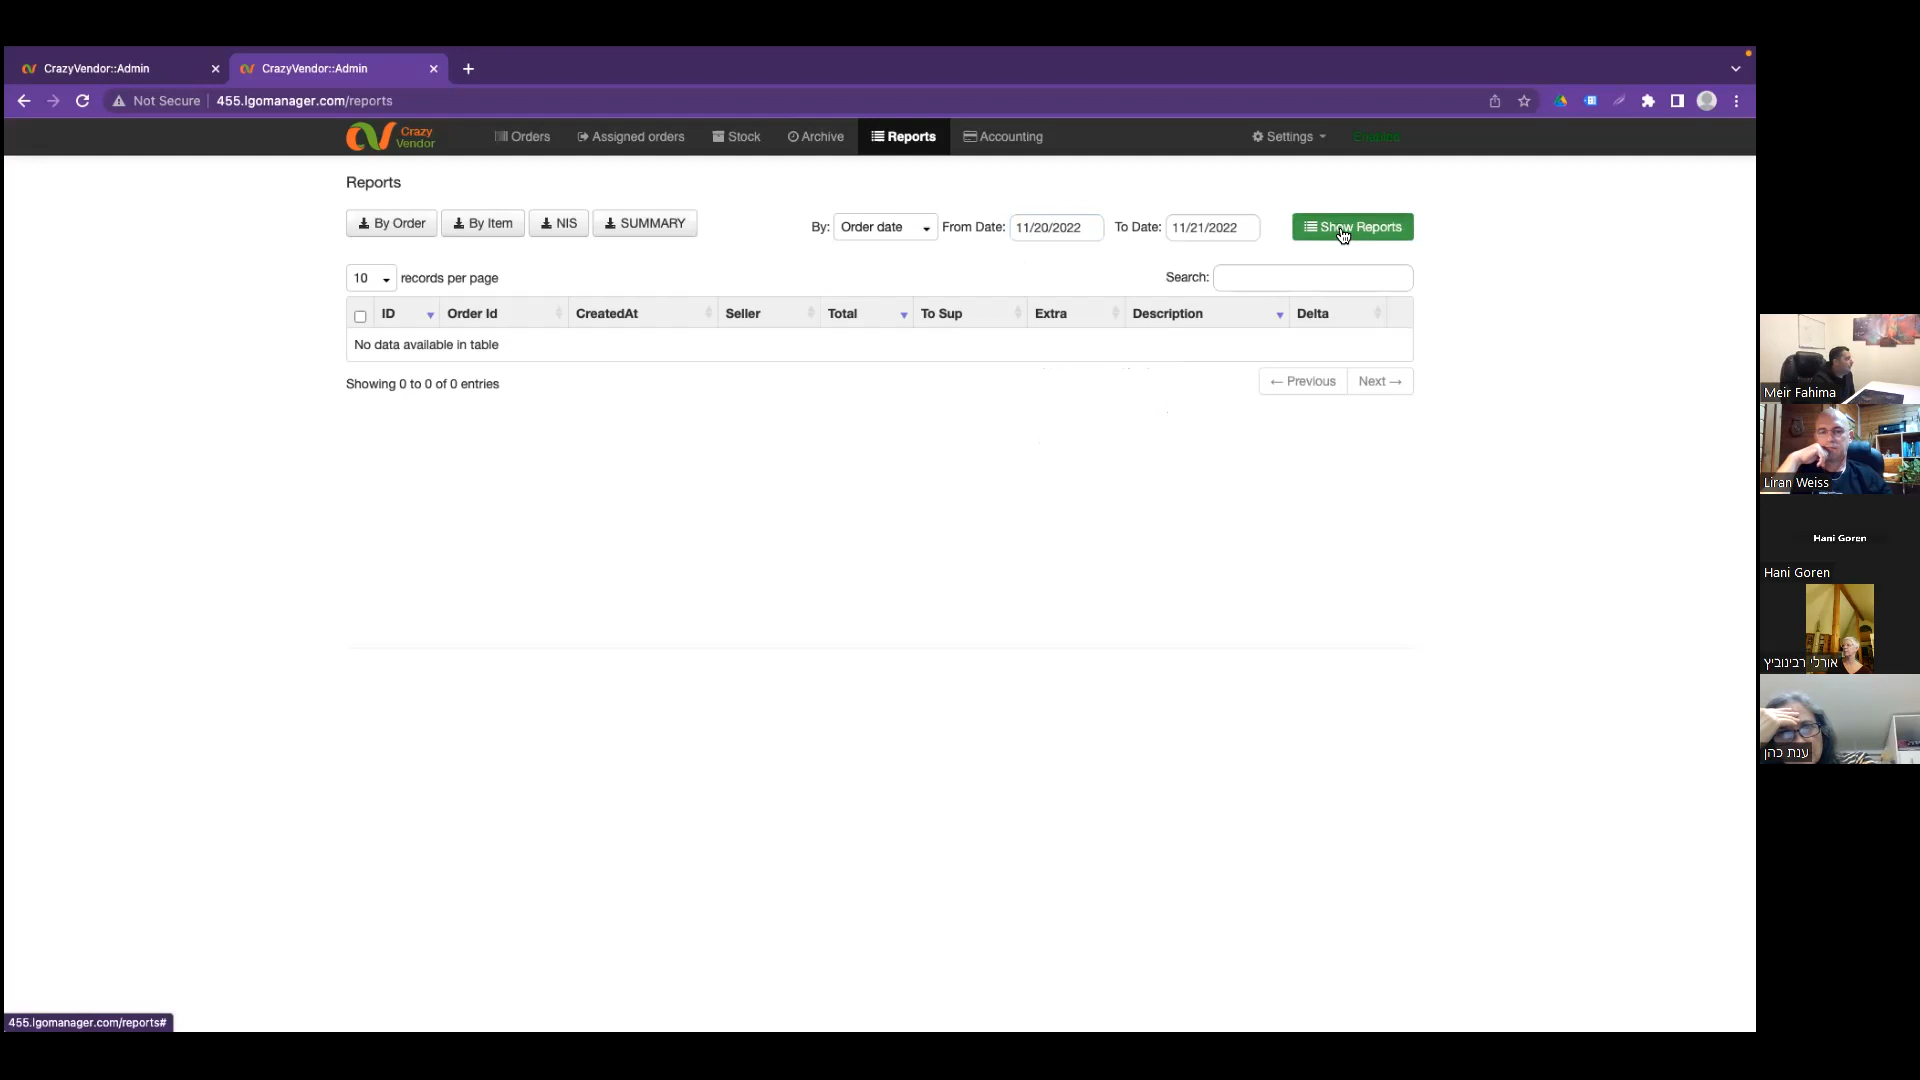 CrazyVendor::Admin
CrazyVendor::Admin
Not Secure
455.lgomanager.com/reports
Crazy Vendor
Orders
Assigned orders
Stock
Archive
Reports
Accounting
Settings
Enabled
Reports
By Order
By Item
NIS
SUMMARY
By: Order date
From Date: 11/20/2022
To Date: 11/21/2022
Show Reports
10 records per page
Search:
ID Order Id CreatedAt Seller Total To Sup Extra Description Delta
No data available in table
Showing 0 to 0 of 0 entries
← Previous
Next →
455.lgomanager.com/reports#
Meir Fahima
Liran Weiss
Hani Goren
Hani Goren
אורלי רבינוביץ
ענת כהן